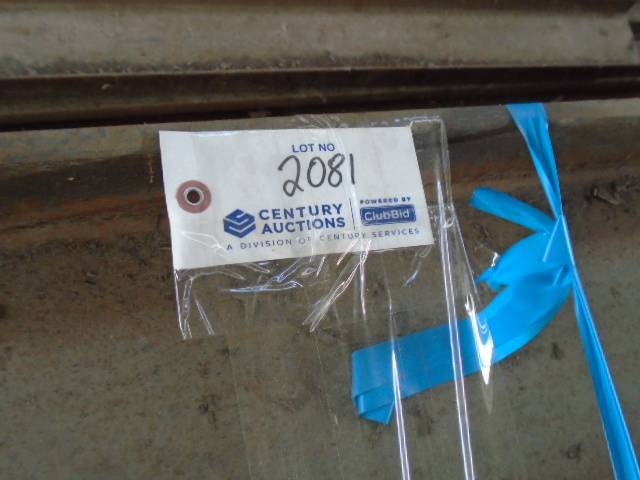 LOT NO
2081
CENTURY AUCTIONS
POWERED BY
ClubBid
A DIVISION OF CENTURY SERVICES